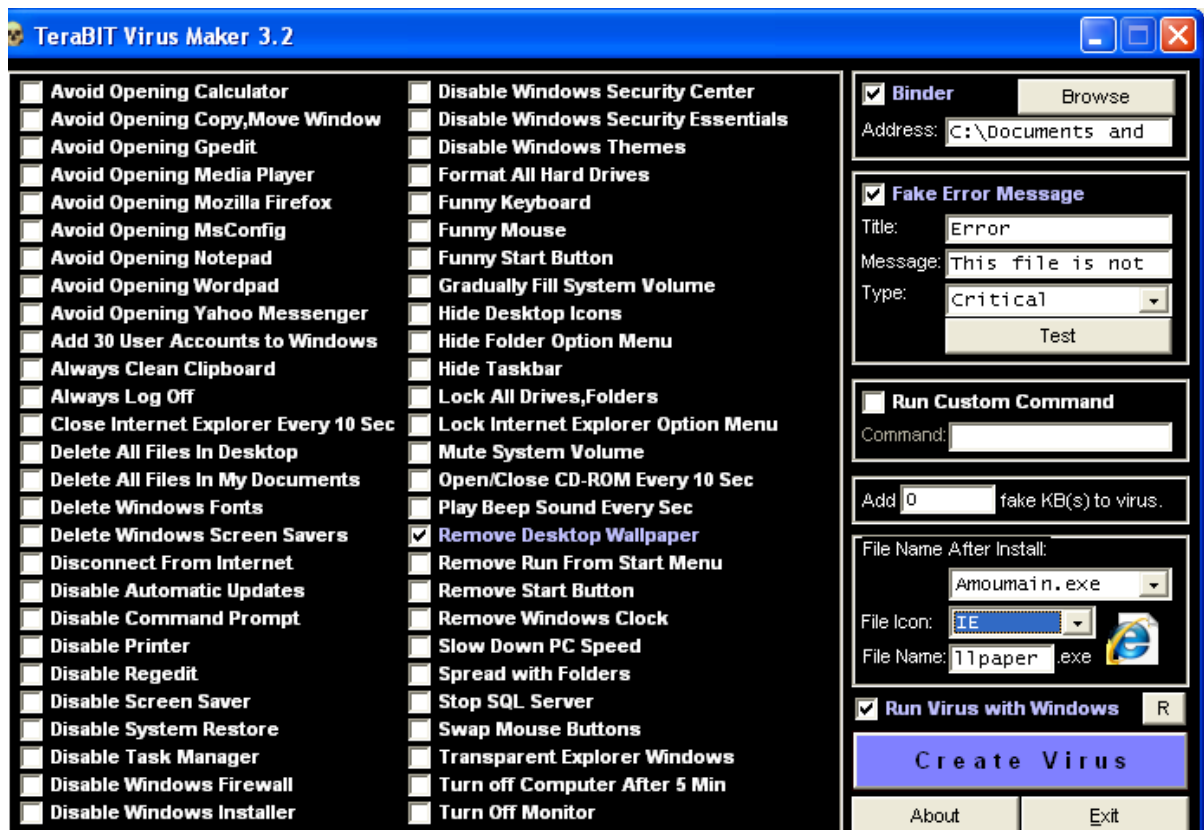 TeraBIT Virus Maker 3.2
Avoid Opening Calculator
Avoid Opening Copy,Move Window
Avoid Opening Gpedit
Avoid Opening Media Player
Avoid Opening Mozilla Firefox
Avoid Opening MsConfig
Avoid Opening Notepad
Avoid Opening Wordpad
Avoid Opening Yahoo Messenger
Add 30 User Accounts to Windows
Always Clean Clipboard
Always Log Off
Close Internet Explorer Every 10 Sec
Delete All Files In Desktop
Delete All Files In My Documents
Delete Windows Fonts
Delete Windows Screen Savers
Disconnect From Internet
Disable Automatic Updates
Disable Command Prompt
Disable Printer
Disable Regedit
Disable Screen Saver
Disable System Restore
Disable Task Manager
Disable Windows Firewall
Disable Windows Installer
Disable Windows Security Center
Disable Windows Security Essentials
Disable Windows Themes
Format All Hard Drives
Funny Keyboard
Funny Mouse
Funny Start Button
Gradually Fill System Volume
Hide Desktop Icons
Hide Folder Option Menu
Hide Taskbar
Lock All Drives,Folders
Lock Internet Explorer Option Menu
Mute System Volume
Open/Close CD-ROM Every 10 Sec
Play Beep Sound Every Sec
Remove Desktop Wallpaper
Remove Run From Start Menu
Remove Start Button
Remove Windows Clock
Slow Down PC Speed
Spread with Folders
Stop SQL Server
Swap Mouse Buttons
Transparent Explorer Windows
Turn off Computer After 5 Min
Turn Off Monitor
Binder
Browse
Address: C:\Documents and
Fake Error Message
Title: Error
Message: This file is not
Type: Critical
Test
Run Custom Command
Command:
Add 0 fake KB(s) to virus.
File Name After Install:
Amoumain.exe
File Icon: IE
File Name: llpaper .exe
Run Virus with Windows R
Create Virus
About Exit